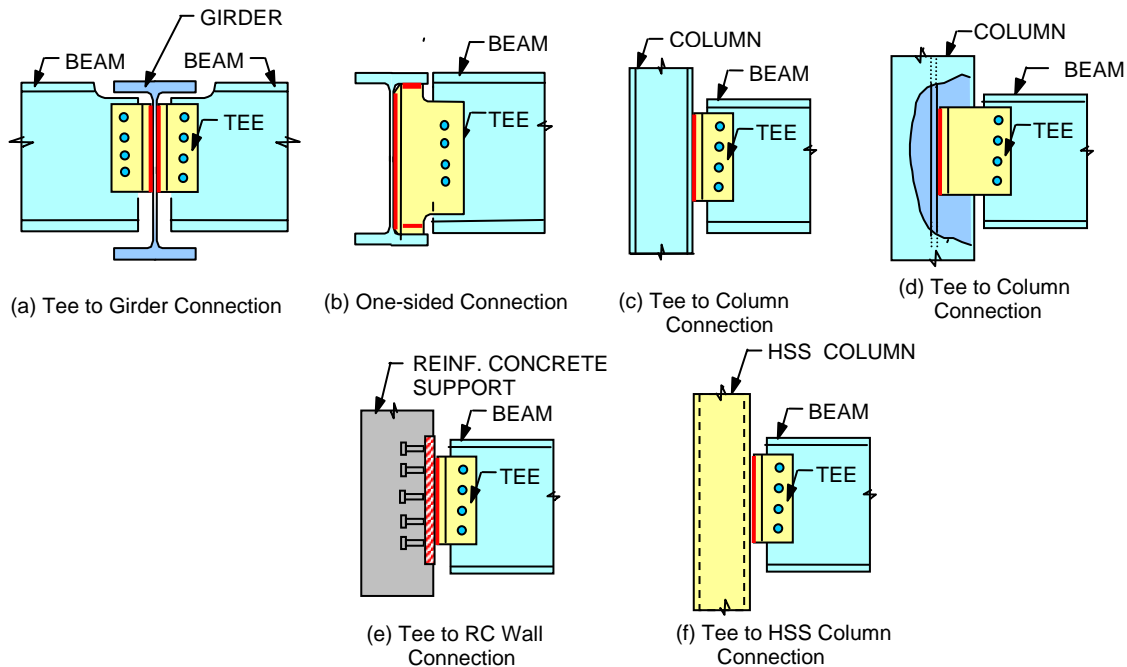 GIRDER
BEAM
BEAM
TEE
(a) Tee to Girder Connection
BEAM
TEE
(b) One-sided Connection
COLUMN
BEAM
TEE
(c) Tee to Column
Connection
COLUMN
BEAM
TEE
(d) Tee to Column
Connection
REINF. CONCRETE
SUPPORT
BEAM
TEE
(e) Tee to RC Wall
Connection
HSS COLUMN
BEAM
TEE
(f) Tee to HSS Column
Connection